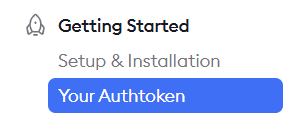 Getting Started
Setup & Installation
Your Authtoken